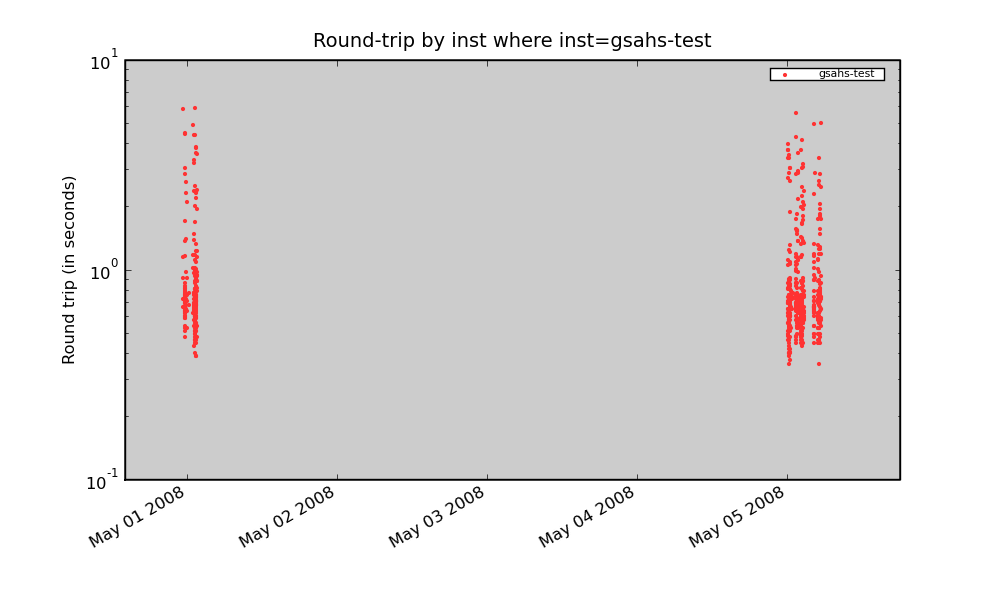 Round-trip by inst where inst=gsahs-test
10^1
gsahs-test
Round trip (in seconds)
10^0
10^-1
May 01 2008
May 02 2008
May 03 2008
May 04 2008
May 05 2008